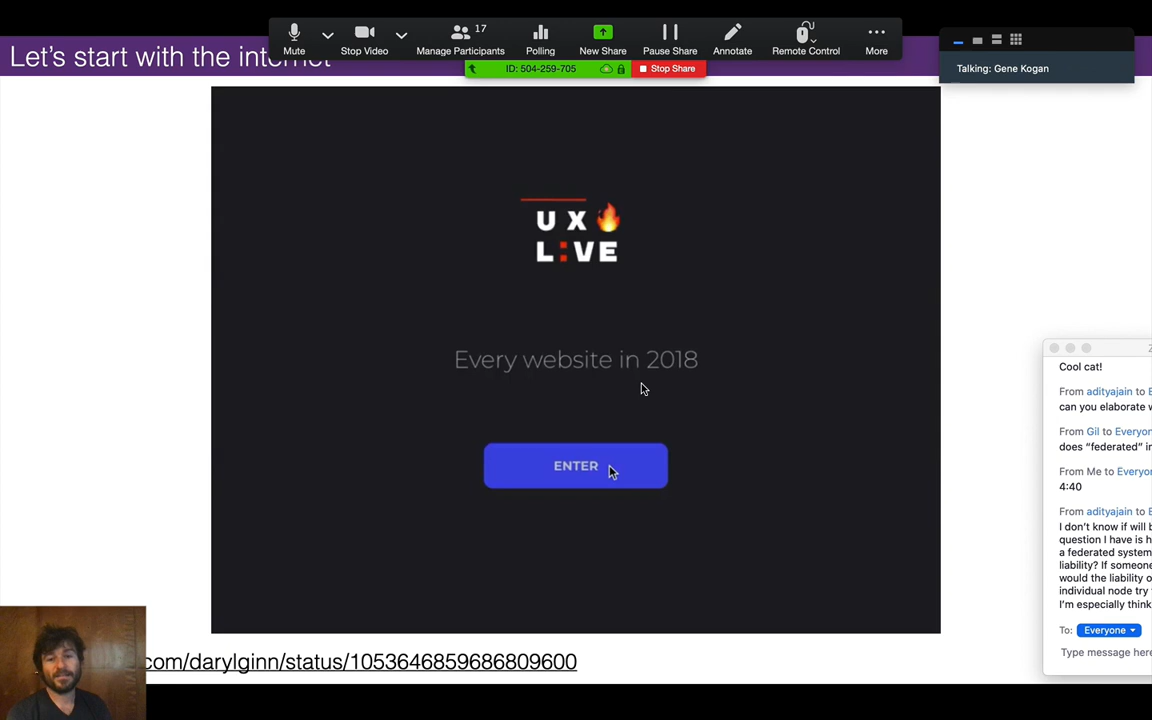 Mute
Stop Video
Manage Participants
17
Polling
New Share
Pause Share
Annotate
Remote Control
More
ID: 504-259-705
Stop Share
Talking: Gene Kogan
Let's start with the internet
UX🔥
L:VE
Every website in 2018
ENTER
com/darylginn/status/1053646859686809600
Cool cat!
From adityajain to E
can you elaborate w
From Gil to Everyon
does “federated” in
From Me to Everyo
4:40
From adityajain to E
I don’t know if will b
question I have is h
a federated system
liability? If someone
would the liability o
individual node try
I’m especially think
To: Everyone
Type message here